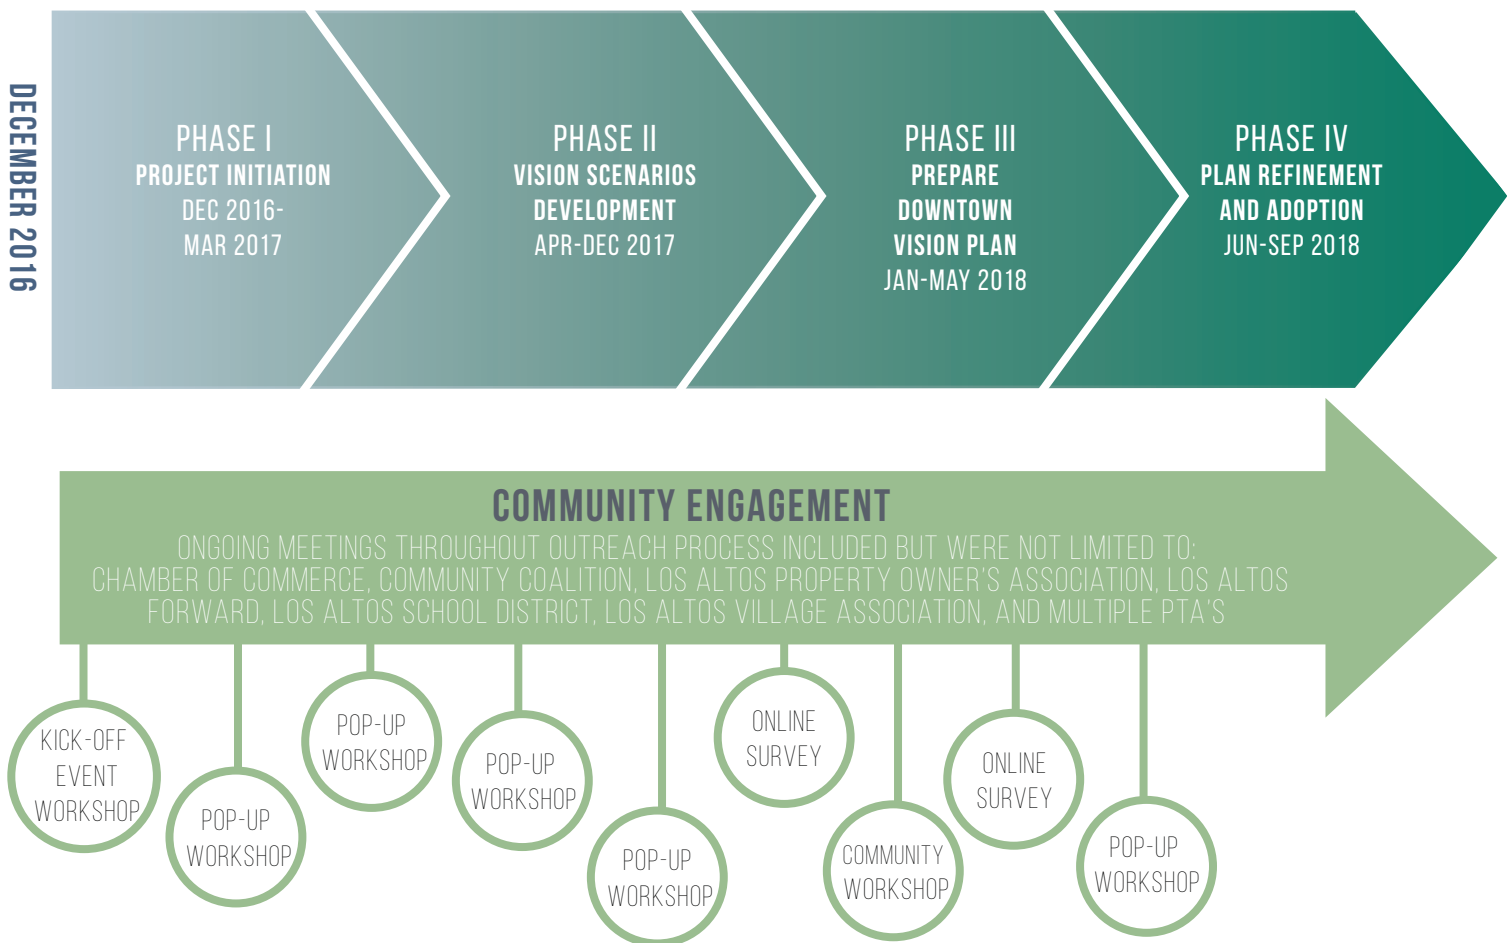 DECEMBER 2016
PHASE I
PROJECT INITIATION
DEC 2016-
MAR 2017
PHASE II
VISION SCENARIOS
DEVELOPMENT
APR-DEC 2017
PHASE III
PREPARE
DOWNTOWN
VISION PLAN
JAN-MAY 2018
PHASE IV
PLAN REFINEMENT
AND ADOPTION
JUN-SEP 2018
COMMUNITY ENGAGEMENT
ONGOING MEETINGS THROUGHOUT OUTREACH PROCESS INCLUDED BUT WERE NOT LIMITED TO:
CHAMBER OF COMMERCE, COMMUNITY COALITION, LOS ALTOS PROPERTY OWNER'S ASSOCIATION, LOS ALTOS
FORWARD, LOS ALTOS SCHOOL DISTRICT, LOS ALTOS VILLAGE ASSOCIATION, AND MULTIPLE PTA'S
KICK-OFF
EVENT
WORKSHOP
POP-UP
WORKSHOP
POP-UP
WORKSHOP
POP-UP
WORKSHOP
POP-UP
WORKSHOP
ONLINE
SURVEY
COMMUNITY
WORKSHOP
ONLINE
SURVEY
POP-UP
WORKSHOP